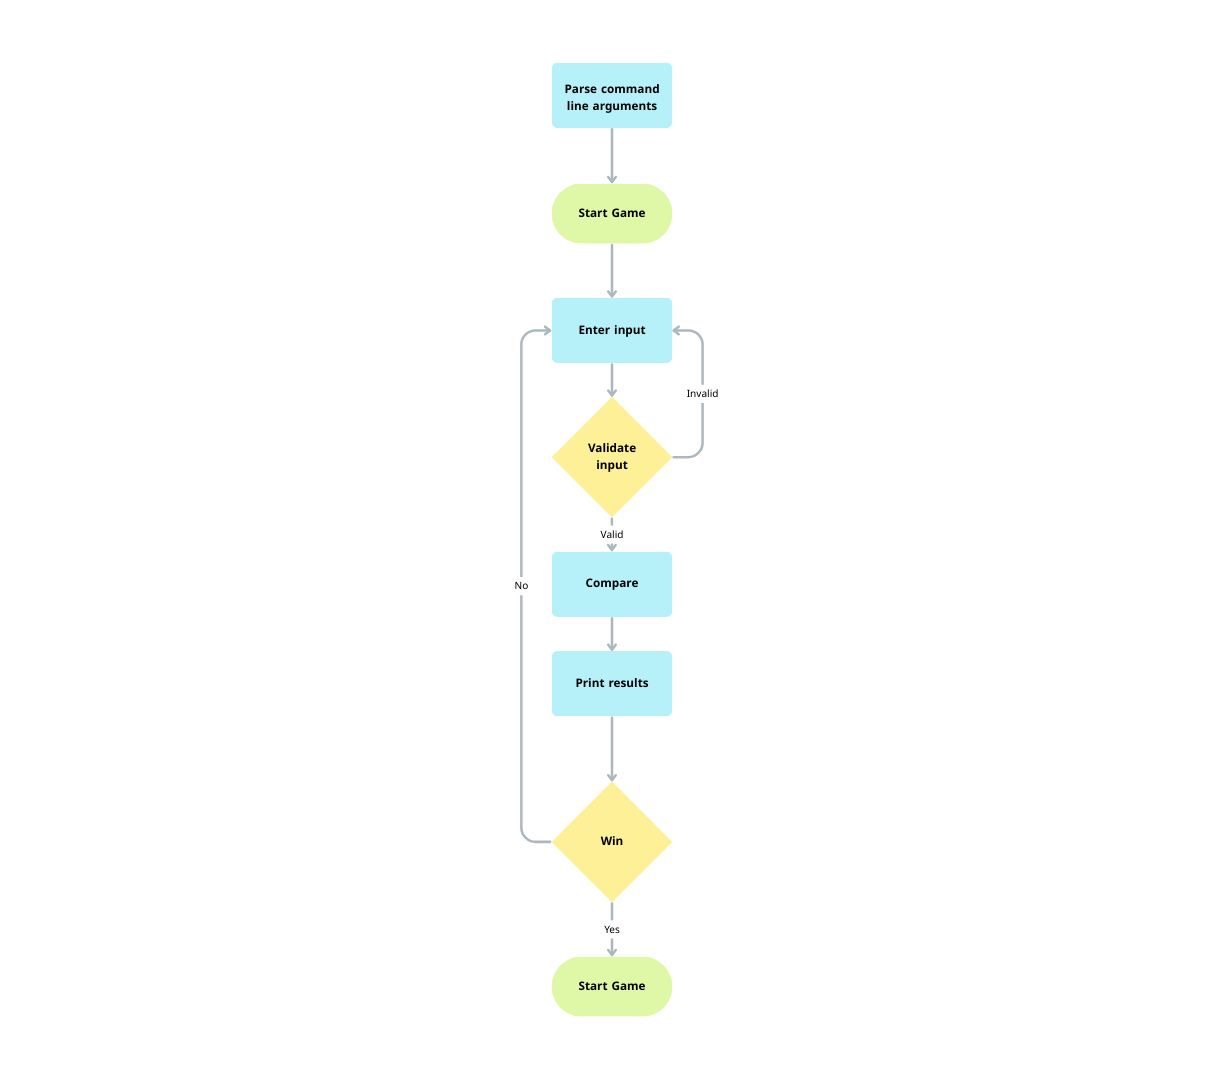 Parse command
line arguments
Start Game
Enter input
Invalid
Validate
input
Valid
Compare
No
Print results
Win
Yes
Start Game